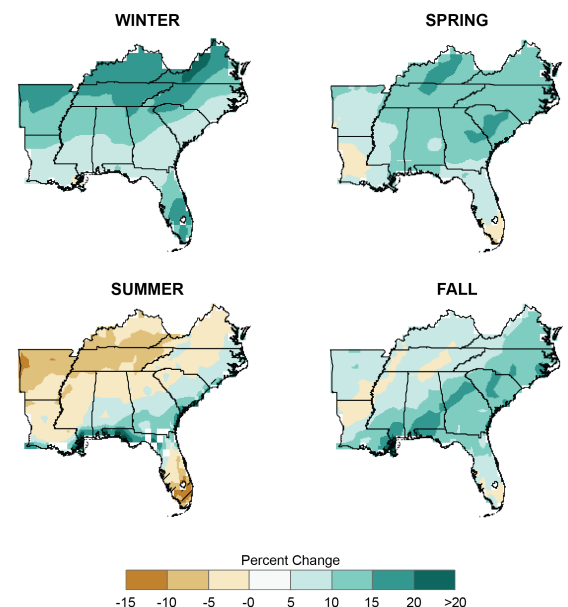 WINTER
SPRING
SUMMER
FALL
Percent Change
-15 -10 -5 -0 5 10 15 20 >20